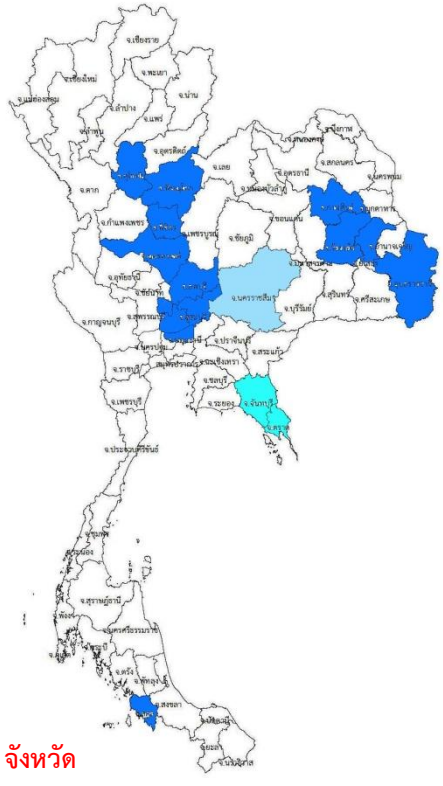 จ.เชียงราย
จ.พะเยา
จ.เชียงใหม่
จ.น่าน
จ.แม่ฮ่องสอน
จ.ลำปาง
จ.แพร่
จ.ลำพูน
จ.อุตรดิตถ์
จ.บึงกาฬ
จ.เลย
จ.สกลนคร
จ.อุดรธานี
จ.นครพนม
จ.ตาก
จ.หนองบัวลำภู
จ.กำแพงเพชร
จ.ขอนแก่น
จ.เพชรบูรณ์
จ.ชัยภูมิ
จ.อุทัยธานี
จ.นครราชสีมา
จ.สุรินทร์
จ.ศรีสะเกษ
จ.บุรีรัมย์
จ.ชัยนาท
จ.กาญจนบุรี
จ.สุพรรณบุรี
จ.ปราจีนบุรี
จ.นครปฐม
จ.สระแก้ว
จ.ฉะเชิงเทรา
จ.ราชบุรี
จ.ชลบุรี
จ.เพชรบุรี
จ.ระยอง
จ.จันทบุรี
จ.ตราด
จ.ประจวบคีรีขันธ์
จ.ชุมพร
จ.ระนอง
จ.สุราษฎร์ธานี
จ.พังงา
จ.นครศรีธรรมราช
จ.กระบี่
จ.ภูเก็ต
จ.ตรัง
จ.พัทลุง
จ.สงขลา
จ.ปัตตานี
จ.ยะลา
จ.นราธิวาส
จังหวัด